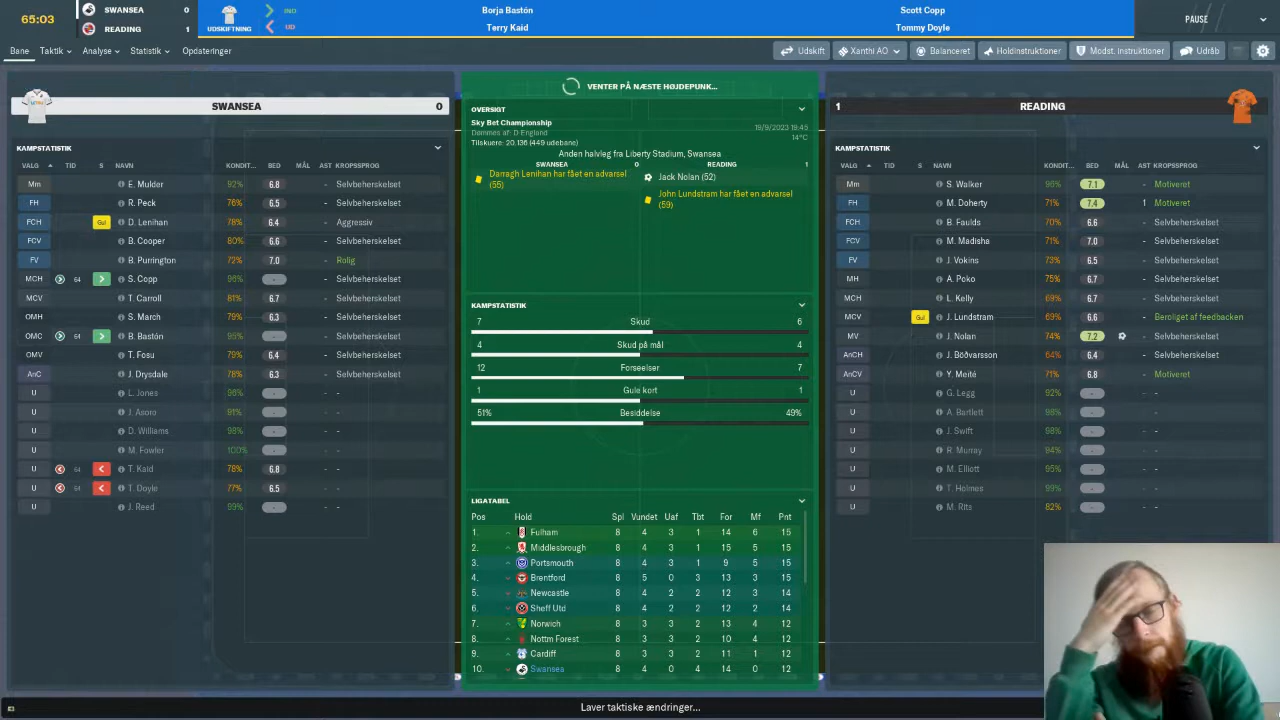 65:03
SWANSEA 0
READING 1
UDSKIFTNING
IND
UD
Borja Bastón
Terry Kaid
Scott Copp
Tommy Doyle
PAUSE
Bane Taktik Analyse Statistik Opdateringer
Udskift Xanthi AO Balanceret Holdinstruktioner Modst. instruktioner Udråb
SWANSEA 0
KAMPSTATISTIK
VALG TID S NAVN KONDIT... BED MÅL AST KROPSSPROG
Mm E. Mulder 92% 6.8 - Selvbeherskelset
FH R. Peck 76% 6.5 - Selvbeherskelset
FCH Gul D. Lenihan 78% 6.4 - Aggressiv
FCV B. Cooper 80% 6.6 - Selvbeherskelset
FV B. Purrington 72% 7.0 - Rolig
MCH 64 S. Copp 96% - - Selvbeherskelset
MCV T. Carroll 81% 6.7 - Selvbeherskelset
OMH S. March 79% 6.3 - Selvbeherskelset
OMC 64 B. Bastón - - Selvbeherskelset
OMV T. Fosu 79% 6.4 - Selvbeherskelset
AnC J. Drysdale 78% 6.3 - Selvbeherskelset
U L. Jones 96% - - -
U J. Asoro 91% - - -
U D. Williams 98% - - -
U M. Fowler 100% - - -
U T. Kaid 78% 6.8 - -
U T. Doyle 77% 6.5 - -
U J. Reed 99% - - -
VENTER PÅ NÆSTE HØJDEPUNK...
OVERSIGT
Sky Bet Championship
Dømmes af: D England
Tilskuere: 20.136 (449 udebane)
19/9/2023 19.45
14°C
Anden halvleg fra Liberty Stadium, Swansea
SWANSEA 0 READING 1
Darragh Lenihan har fået en advarsel
(55)
Jack Nolan (52)
John Lundstram har fået en advarsel
(59)
KAMPSTATISTIK
7 Skud 6
4 Skud på mål 4
12 Forseelser 7
1 Gule kort 1
51% Besiddelse 49%
LIGATABEL
Pos Hold Spl Vundet Uaf Tbt For Mf Pnt
1. Fulham 8 4 3 1 14 6 15
2. Middlesbrough 8 4 3 1 15 5 15
3. Portsmouth 8 4 3 1 9 5 15
4. Brentford 8 5 0 3 13 3 15
5. Newcastle 8 4 2 2 12 3 14
6. Sheff Utd 8 4 2 2 12 2 14
7. Norwich 8 3 3 2 13 4 12
8. Nottm Forest 8 3 3 2 10 4 12
9. Cardiff 8 3 3 2 11 1 12
10. Swansea 8 4 0 4 14 0 12
1 READING
KAMPSTATISTIK
VALG TID S NAVN KONDIT... BED MÅL AST KROPSSPROG
Mm S. Walker 96% 7.1 - Motiveret
FH M. Doherty 71% 7.4 1 Motiveret
FCH B. Faulds 70% 6.6 - Selvbeherskelset
FCV M. Madisha 71% 7.0 - Selvbeherskelset
FV J. Vokins 73% 6.5 - Selvbeherskelset
MH A. Poko 75% 6.7 - Selvbeherskelset
MCH L. Kelly 69% 6.7 - Selvbeherskelset
MCV Gul J. Lundstram 69% 6.6 - Beroliget af feedbacken
MV J. Nolan 74% 7.2 - Selvbeherskelset
AnCH J. Böðvarsson 64% 6.4 - Selvbeherskelset
AnCV Y. Meité 71% 6.8 - Motiveret
U G. Legg 92% - - -
U A. Bartlett 98% - - -
U J. Swift 98% - - -
U R. Murray 94% - - -
U M. Elliott 95% - - -
U T. Holmes 99% - - -
U M. Rits 82% - - -
Laver taktiske ændringer...